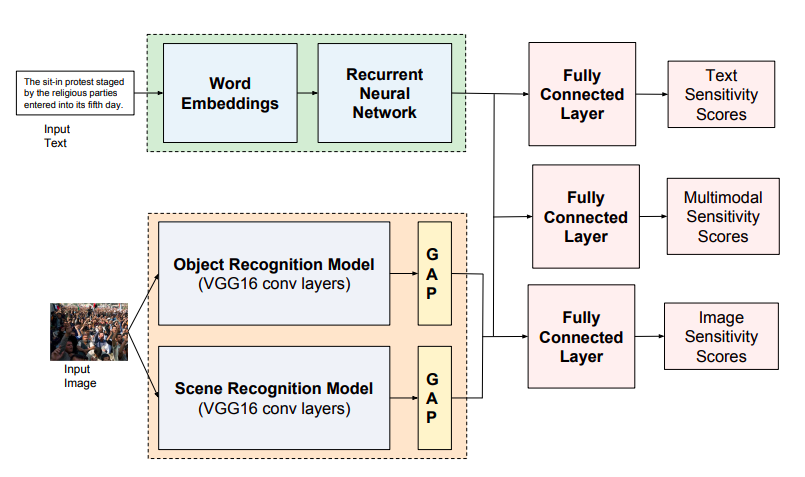 The sit-in protest staged
by the religious parties
entered into its fifth day.
Input
Text
Word
Embeddings
Recurrent
Neural
Network
Fully
Connected
Layer
Text
Sensitivity
Scores
Fully
Connected
Layer
Multimodal
Sensitivity
Scores
Object Recognition Model
(VGG16 conv layers)
G
A
P
Input
Image
Scene Recognition Model
(VGG16 conv layers)
G
A
P
Fully
Connected
Layer
Image
Sensitivity
Scores